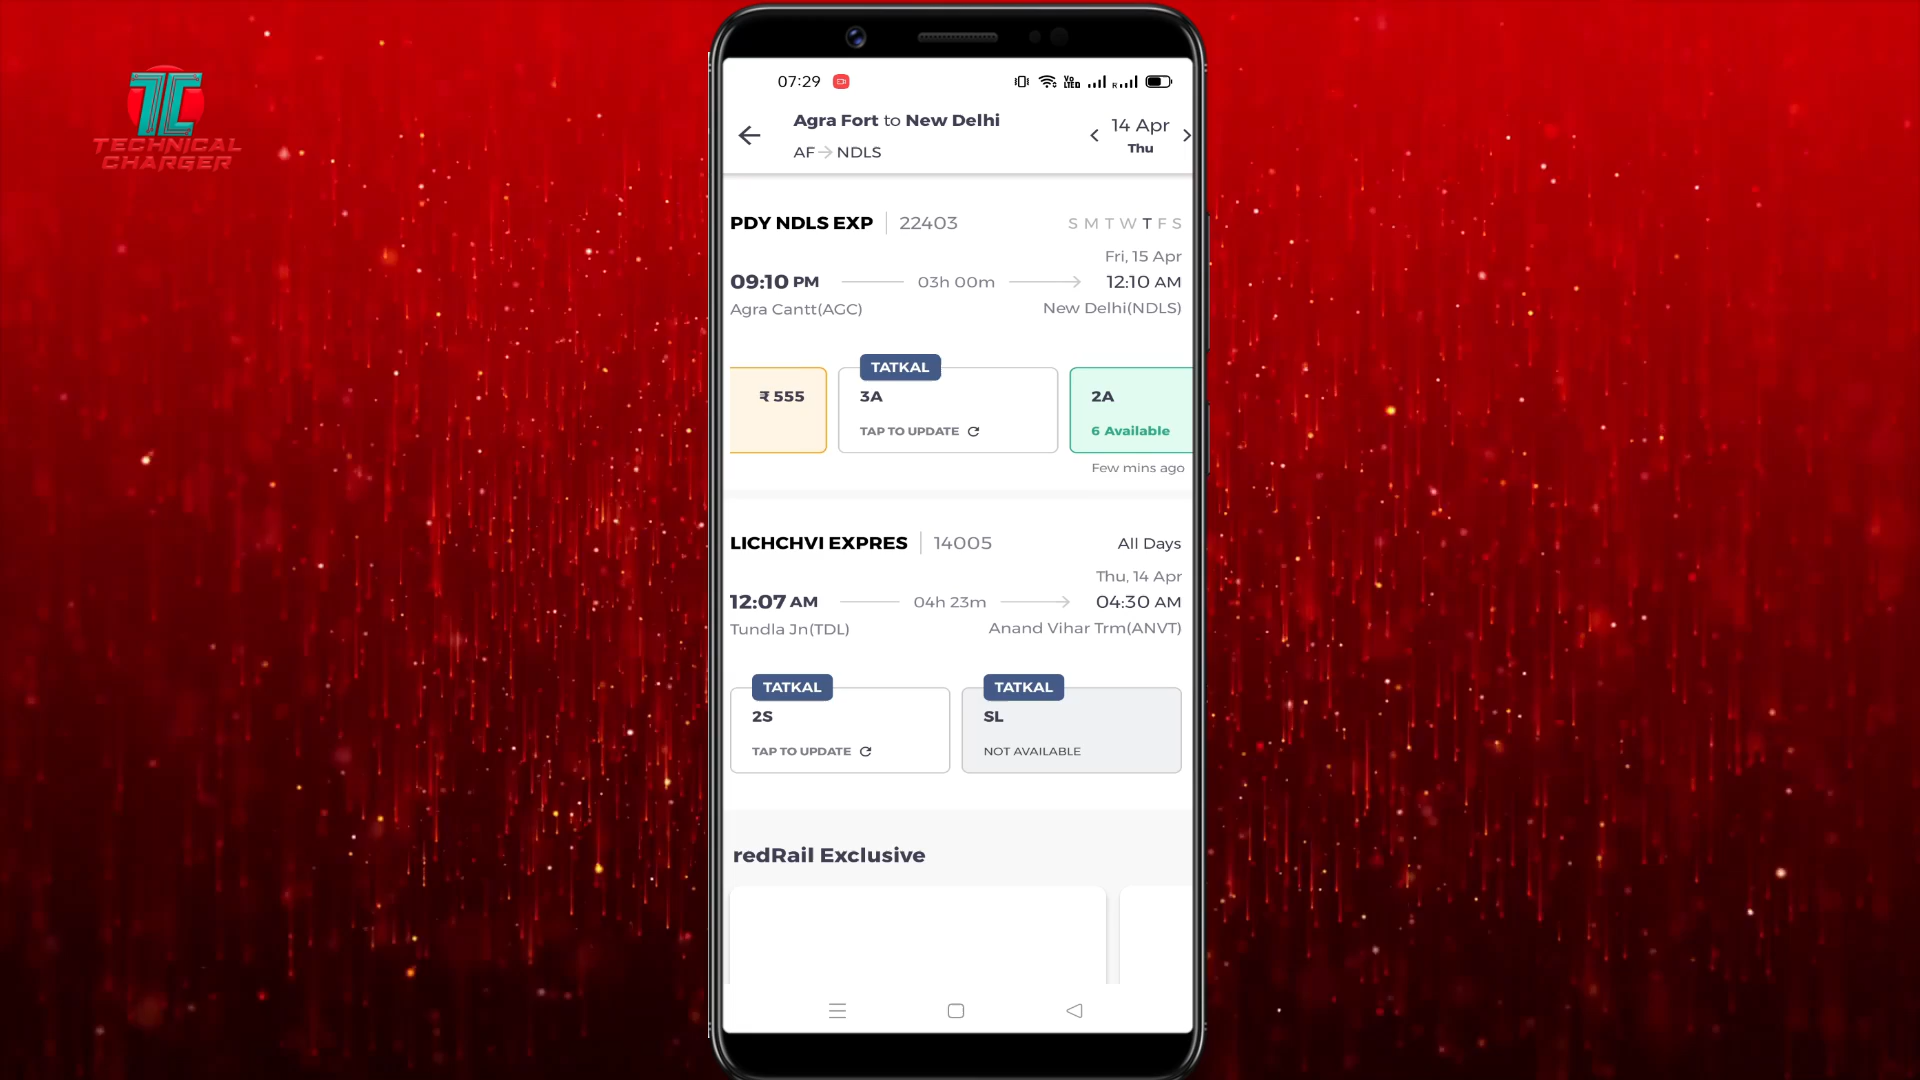 TC
TECHNICAL
CHARGER
07:29
Vo
LTE
R
Agra Fort to New Delhi
AF → NDLS
< 14 Apr >
Thu
PDY NDLS EXP | 22403
S M T W T F S
Fri, 15 Apr
09:10 PM 03h 00m 12:10 AM
Agra Cantt(AGC) New Delhi(NDLS)
₹ 555
TATKAL
3A
TAP TO UPDATE
2A
6 Available
Few mins ago
LICHCHVI EXPRES | 14005
All Days
Thu, 14 Apr
12:07 AM 04h 23m 04:30 AM
Tundla Jn(TDL) Anand Vihar Trm(ANVT)
TATKAL
2S
TAP TO UPDATE
TATKAL
SL
NOT AVAILABLE
redRail Exclusive